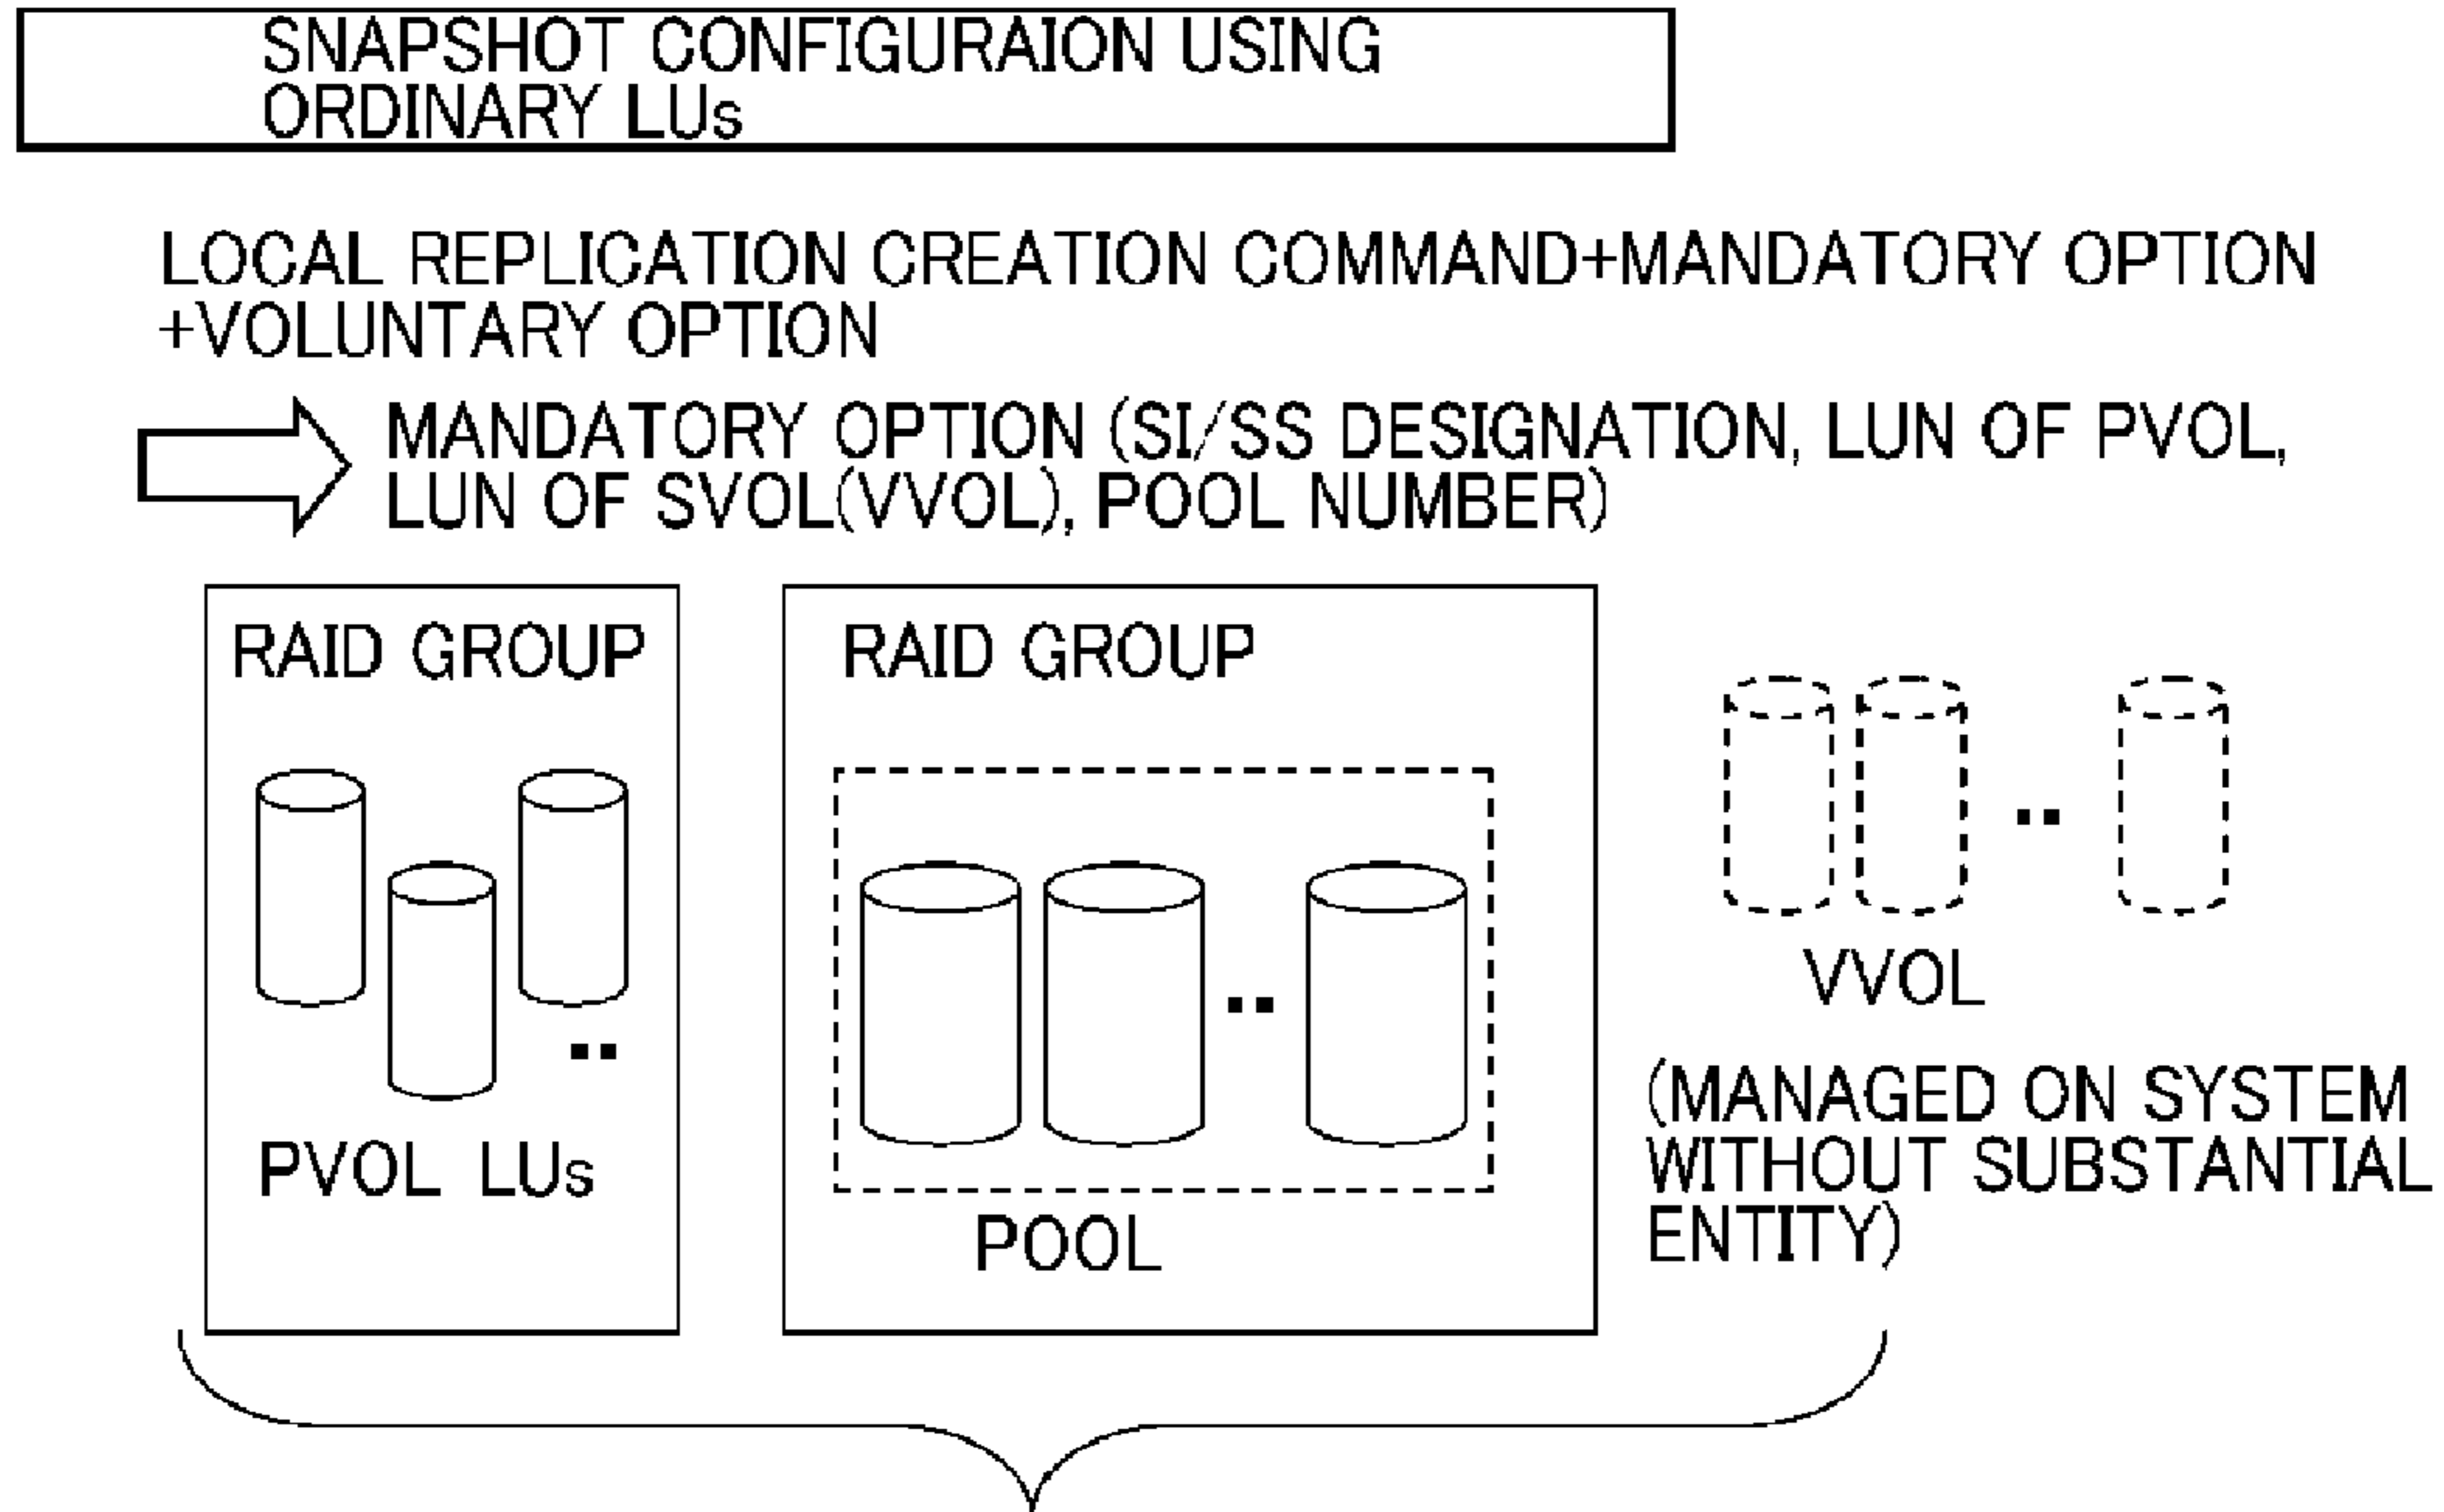 SNAPSHOT CONFIGURAION USING
ORDINARY LUs
LOCAL REPLICATION CREATION COMMAND+MANDATORY OPTION
+VOLUNTARY OPTION
MANDATORY OPTION (SI/SS DESIGNATION, LUN OF PVOL,
LUN OF SVOL(VVOL), POOL NUMBER)
RAID GROUP
PVOL LUs
RAID GROUP
POOL
VVOL
(MANAGED ON SYSTEM
WITHOUT SUBSTANTIAL
ENTITY)